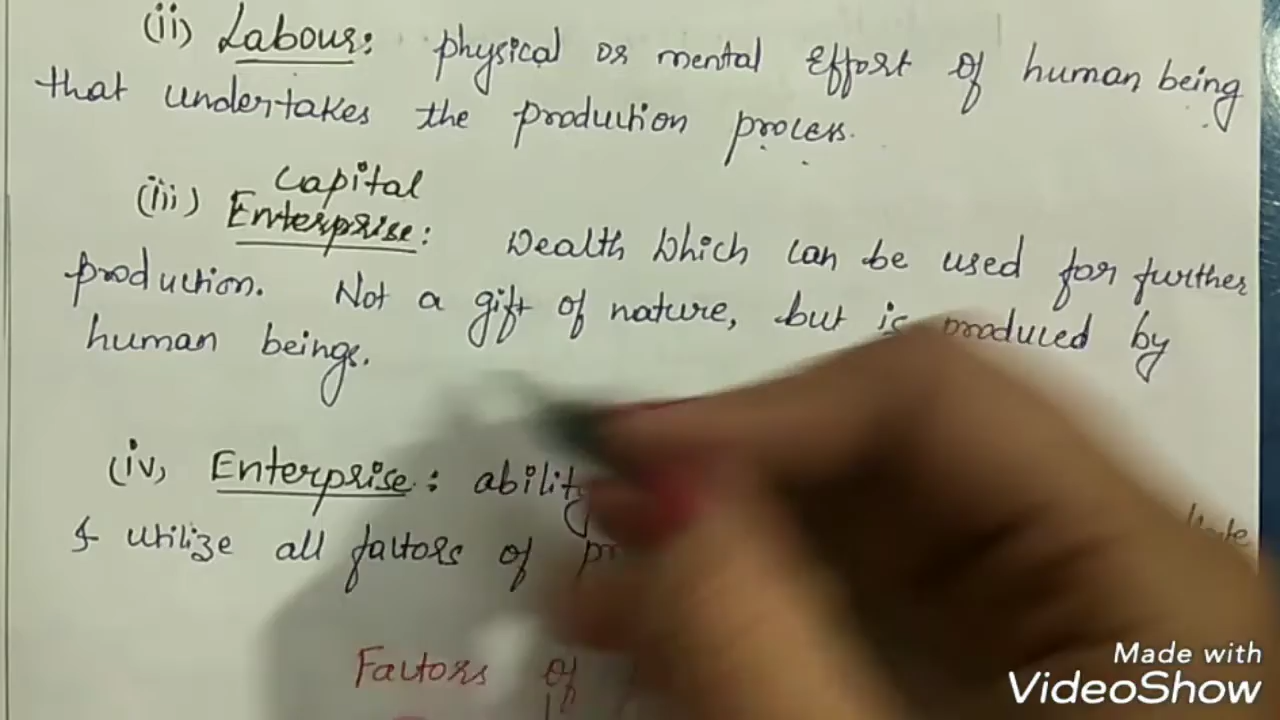 (ii) Labour: physical or mental effort of human being
that undertakes the production process.
Capital
(iii) Enterprise: Wealth which can be used for further
production. Not a gift of nature, but is produced by
human beings.
(iv) Enterprise: ability
& utilize all factors of
Factors of
Made with
VideoShow